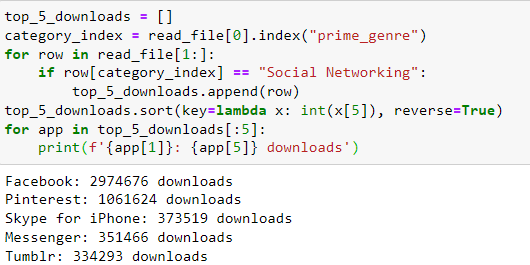 top_5_downloads = []
category_index = read_file[0].index("prime_genre")
for row in read_file[1:]:
    if row[category_index] == "Social Networking":
        top_5_downloads.append(row)
top_5_downloads.sort(key=lambda x: int(x[5]), reverse=True)
for app in top_5_downloads[:5]:
    print(f'{app[1]}: {app[5]} downloads')
Facebook: 2974676 downloads
Pinterest: 1061624 downloads
Skype for iPhone: 373519 downloads
Messenger: 351466 downloads
Tumblr: 334293 downloads